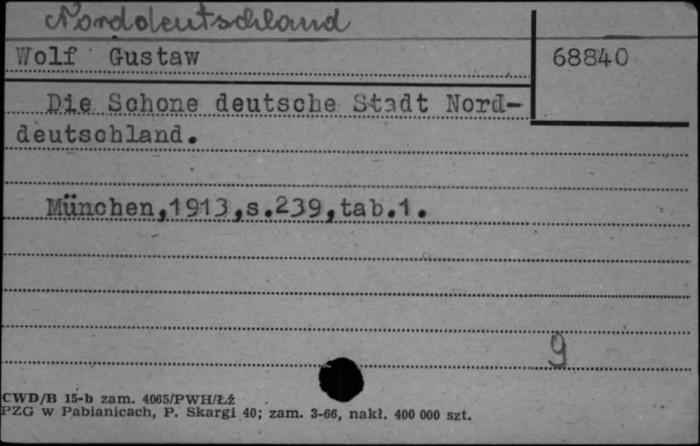 Norddeutschland
Wolf Gustaw
68840
Die Schone deutsche Stadt Nord-
deutschland.
München,1913,s.239,tab.1.
9
CWD/B 15-b zam. 4065/PWH/Łż
PZG w Pabianicach, P. Skargi 40; zam. 3-66, nakł. 400 000 szt.